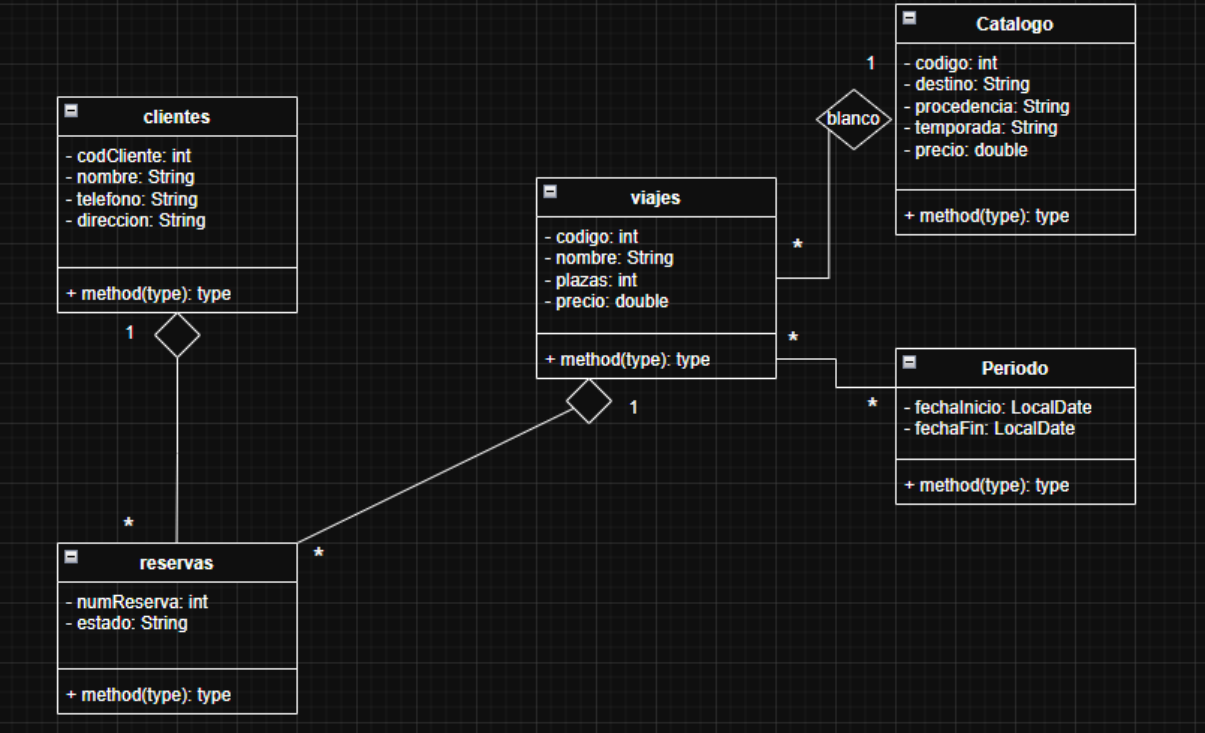 clientes
- codCliente: int
- nombre: String
- telefono: String
- direccion: String
+ method(type): type
1
*
reservas
- numReserva: int
- estado: String
+ method(type): type
*
viajes
- codigo: int
- nombre: String
- plazas: int
- precio: double
+ method(type): type
1
*
*
Catalogo
- codigo: int
- destino: String
- procedencia: String
- temporada: String
- precio: double
+ method(type): type
1
blanco
Periodo
- fechaInicio: LocalDate
- fechaFin: LocalDate
+ method(type): type
*